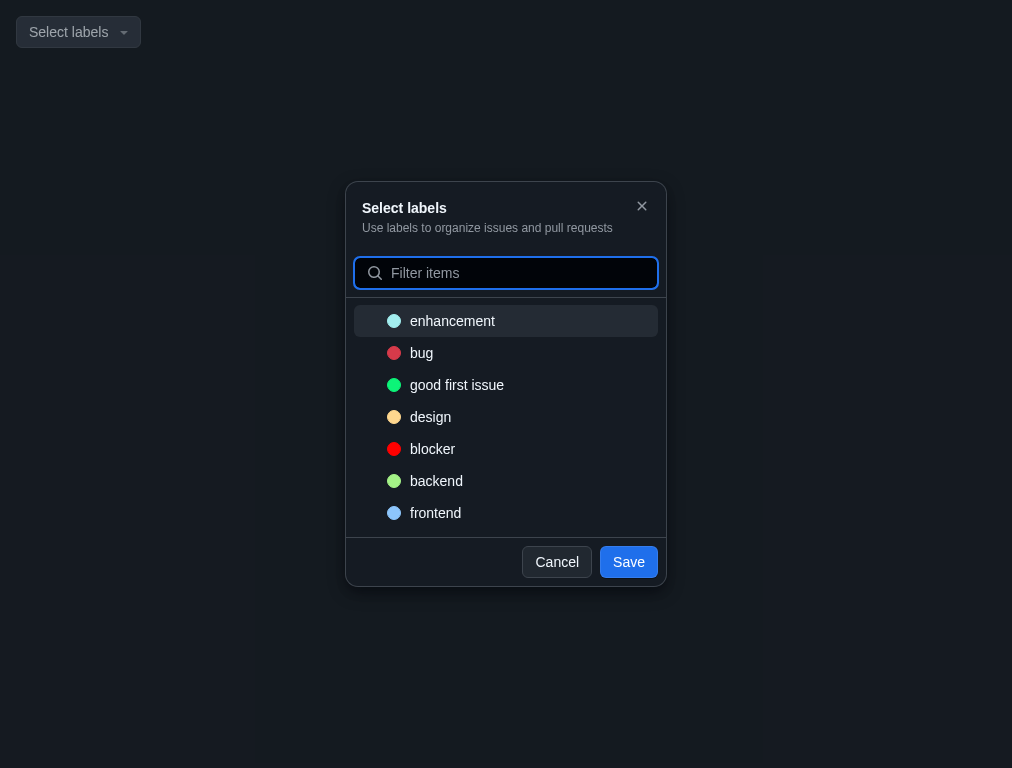 Select labels
Select labels
Use labels to organize issues and pull requests
Filter items
enhancement
bug
good first issue
design
blocker
backend
frontend
Cancel Save